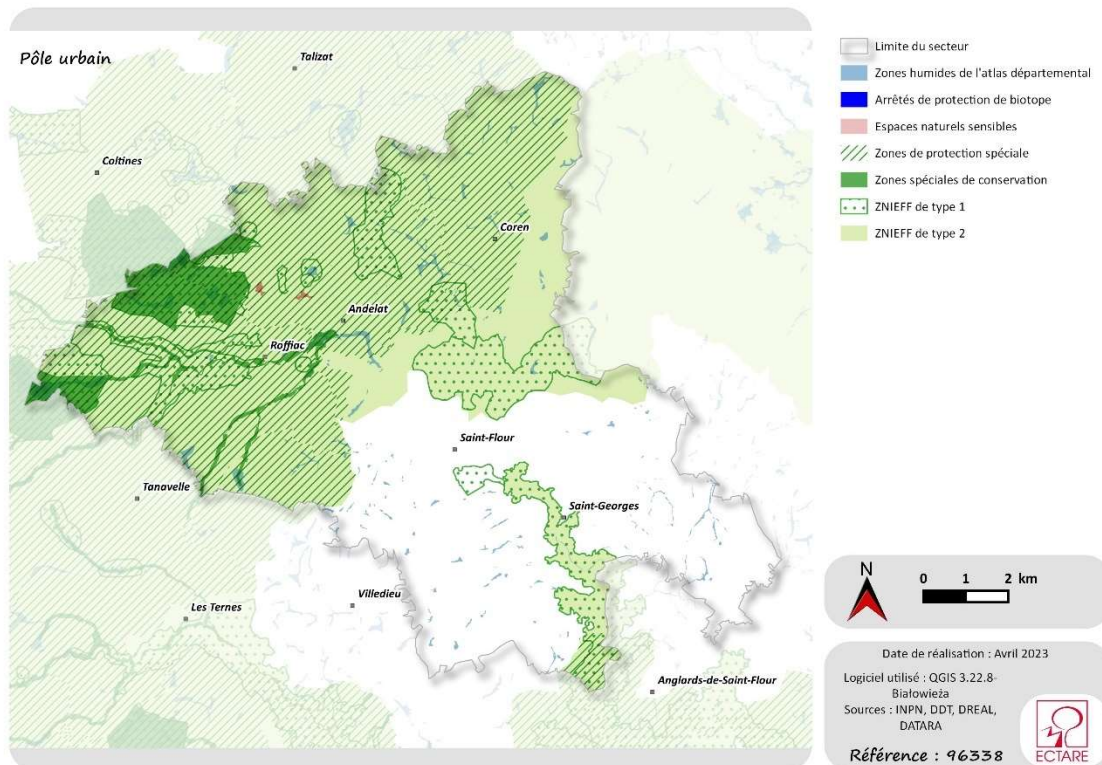 Pôle urbain
Talizat
Coltines
Coren
Andelat
Roffiac
Saint-Flour
Tanavelle
Saint-Georges
Les Ternes
Villedieu
Anglards-de-Saint-Flour
Limite du secteur
Zones humides de l'atlas départemental
Arrêtés de protection de biotope
Espaces naturels sensibles
Zones de protection spéciale
Zones spéciales de conservation
ZNIEFF de type 1
ZNIEFF de type 2
N
0 1 2 km
Date de réalisation : Avril 2023
Logiciel utilisé : QGIS 3.22.8-
Białowieża
Sources : INPN, DDT, DREAL,
DATARA
Référence : 96338
ECTARE